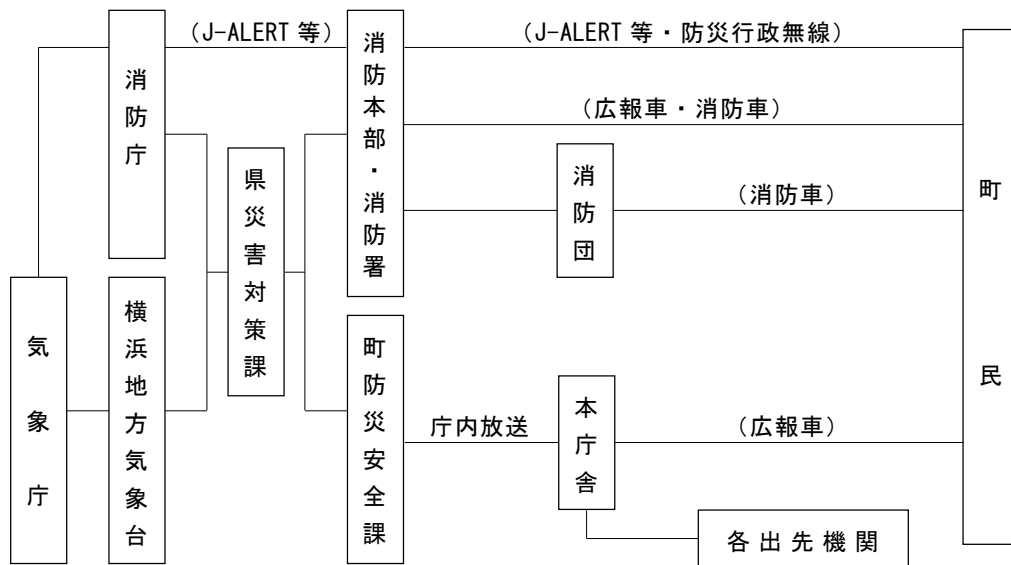 （J-ALERT 等）
（J-ALERT 等・防災行政無線）
消防庁
消防本部・消防署
（広報車・消防車）
県災害対策課
消防団
（消防車）
町民
気象庁
横浜地方気象台
町防災安全課
庁内放送
本庁舎
（広報車）
各出先機関